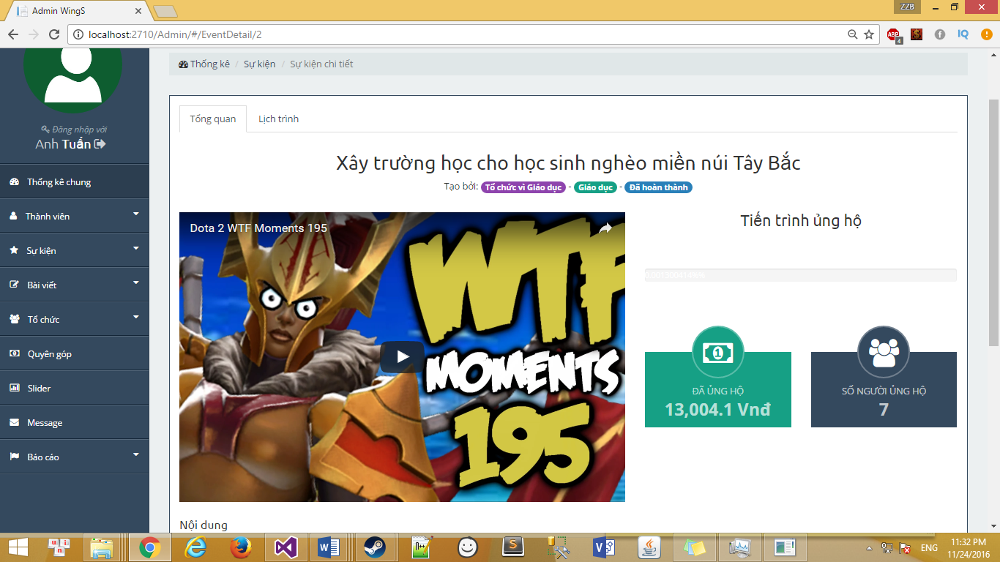 Admin WingS
ZZB
localhost:2710/Admin/#/EventDetail/2
ABP
4
IQ
Thống kê / Sự kiện / Sự kiện chi tiết
Đăng nhập với
Anh Tuấn
Thống kê chung
Thành viên
Sự kiện
Bài viết
Tổ chức
Quyên góp
Slider
Message
Báo cáo
Tổng quan
Lịch trình
Xây trường học cho học sinh nghèo miền núi Tây Bắc
Tạo bởi: Tổ chức vì Giáo dục - Giáo dục - Đã hoàn thành
Dota 2 WTF Moments 195
WTF
MOMENTS
195
Tiến trình ủng hộ
ĐÃ ỦNG HỘ
13,004.1 Vnđ
SỐ NGƯỜI ỦNG HỘ
7
Nội dung
ENG
11:32 PM
11/24/2016